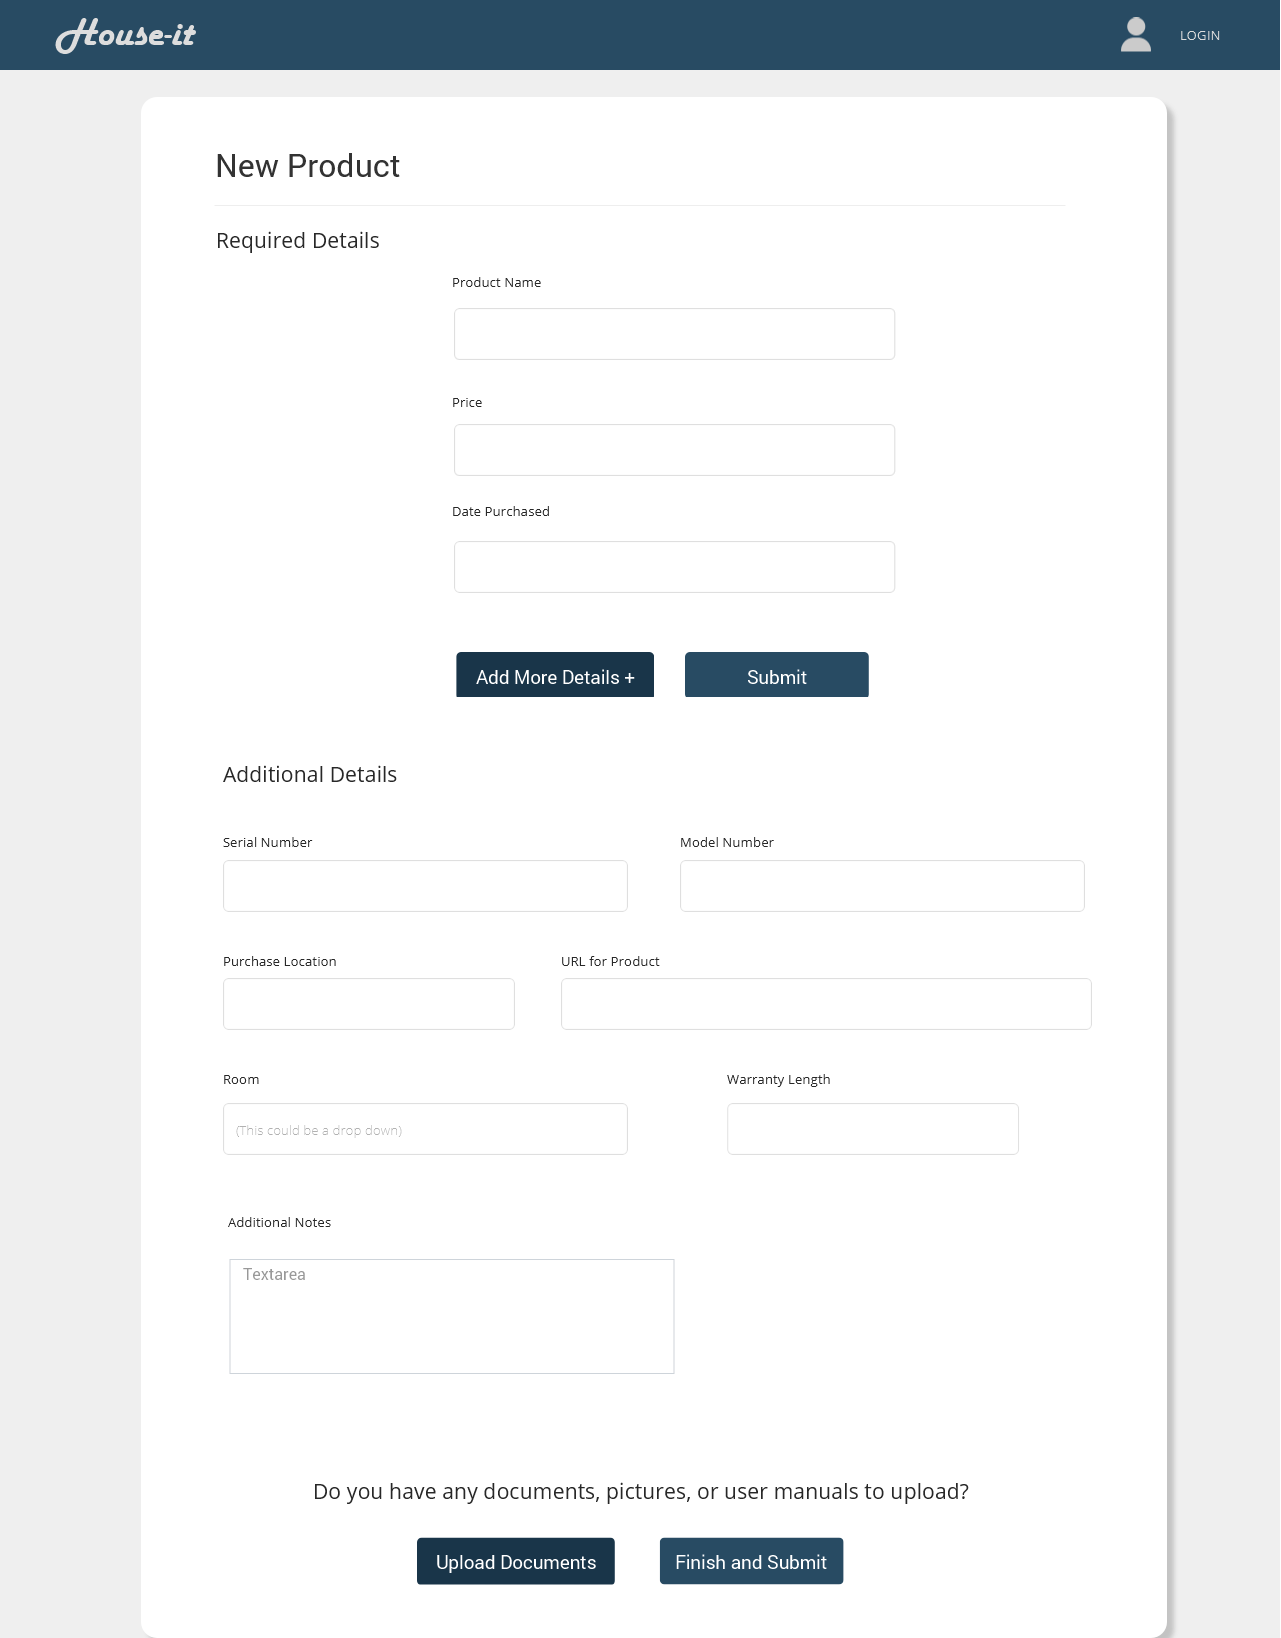 House-it
LOGIN
New Product
Required Details
Product Name
Price
Date Purchased
Add More Details +
Submit
Additional Details
Serial Number
Model Number
Purchase Location
URL for Product
Room
Warranty Length
(This could be a drop down)
Additional Notes
Textarea
Do you have any documents, pictures, or user manuals to upload?
Upload Documents
Finish and Submit